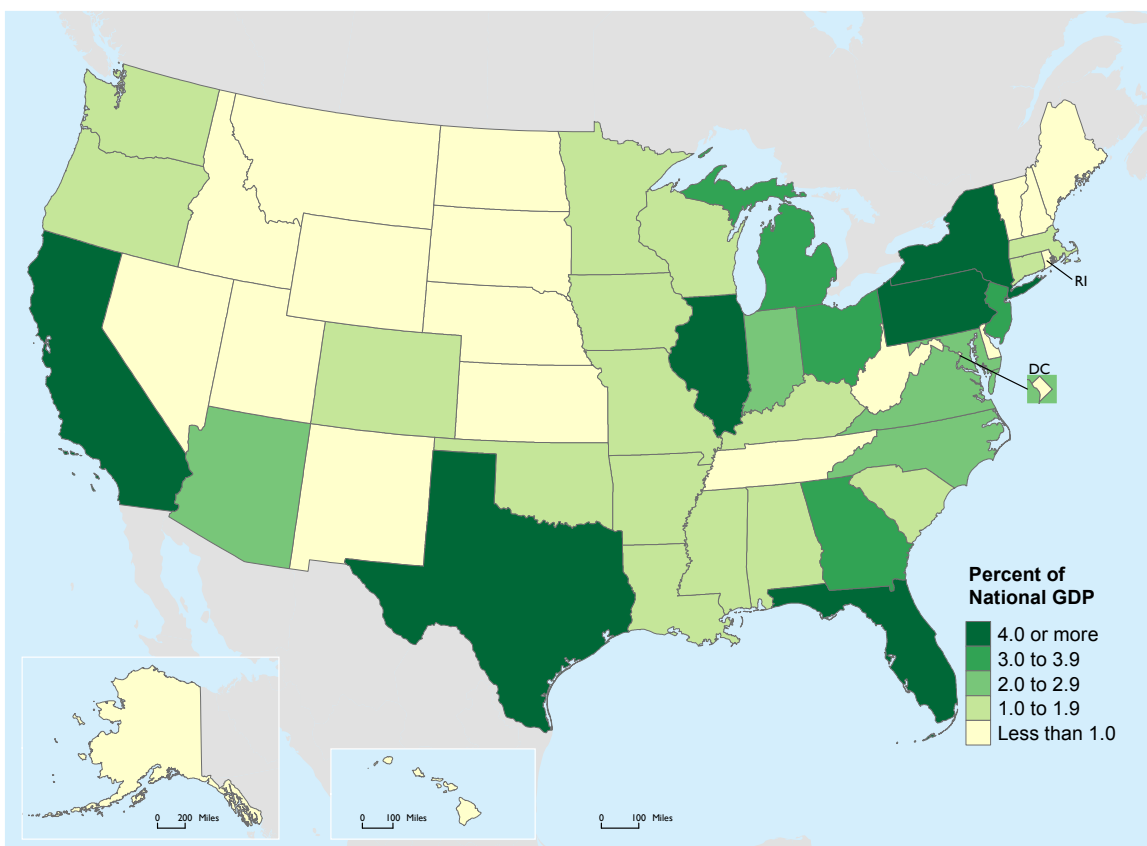 RI
DC
Percent of
National GDP
4.0 or more
3.0 to 3.9
2.0 to 2.9
1.0 to 1.9
Less than 1.0
0 200 Miles
0 100 Miles
0 100 Miles